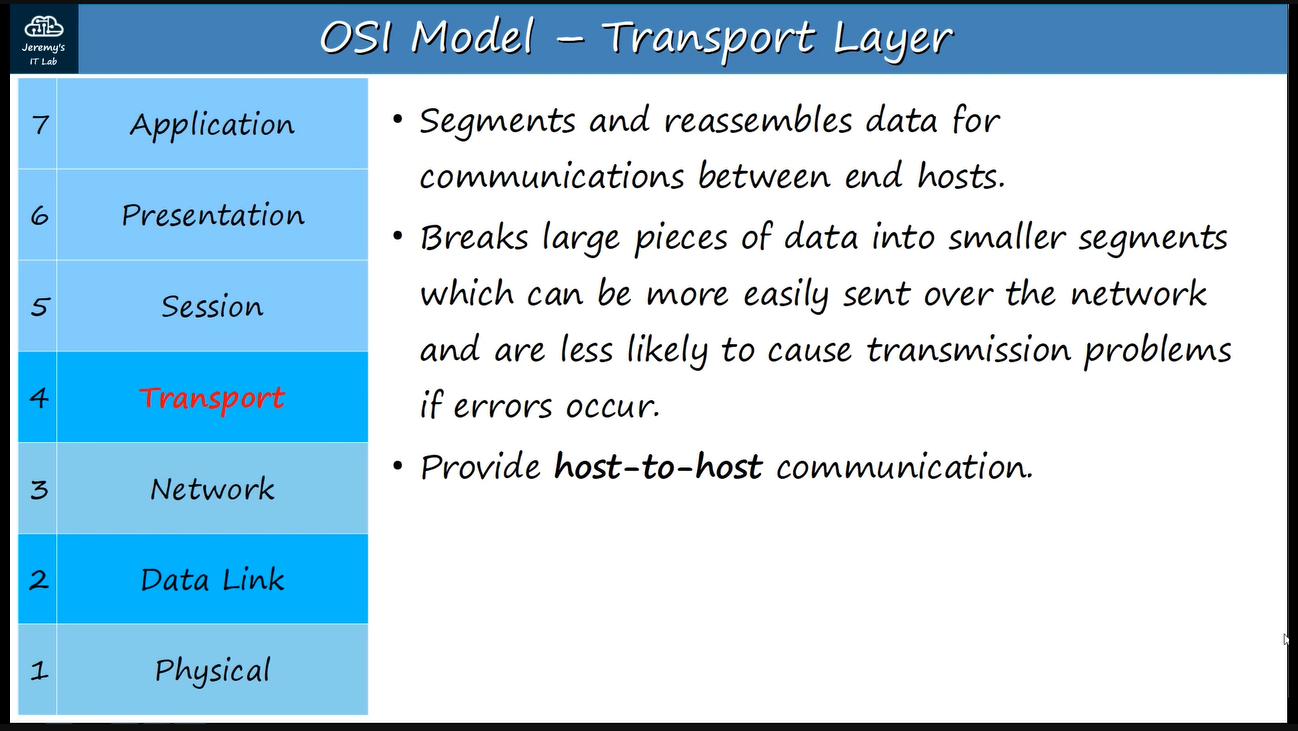 Jeremy's
IT Lab
OSI Model – Transport Layer
7 Application
6 Presentation
5 Session
4 Transport
3 Network
2 Data Link
1 Physical
• Segments and reassembles data for
communications between end hosts.
• Breaks large pieces of data into smaller segments
which can be more easily sent over the network
and are less likely to cause transmission problems
if errors occur.
• Provide host-to-host communication.